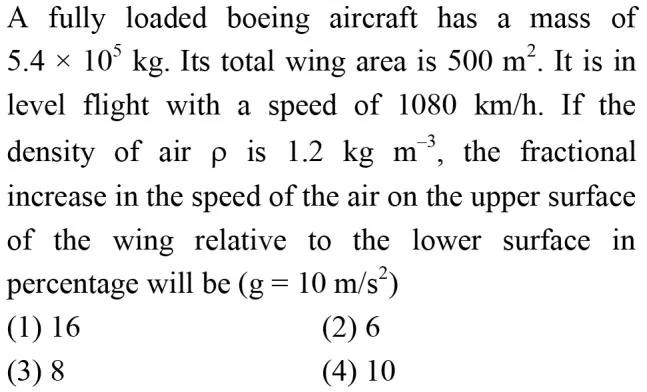 A fully loaded boeing aircraft has a mass of
5.4 × 10⁵ kg. Its total wing area is 500 m². It is in
level flight with a speed of 1080 km/h. If the
density of air ρ is 1.2 kg m⁻³, the fractional
increase in the speed of the air on the upper surface
of the wing relative to the lower surface in
percentage will be (g = 10 m/s²)
(1) 16 (2) 6
(3) 8 (4) 10